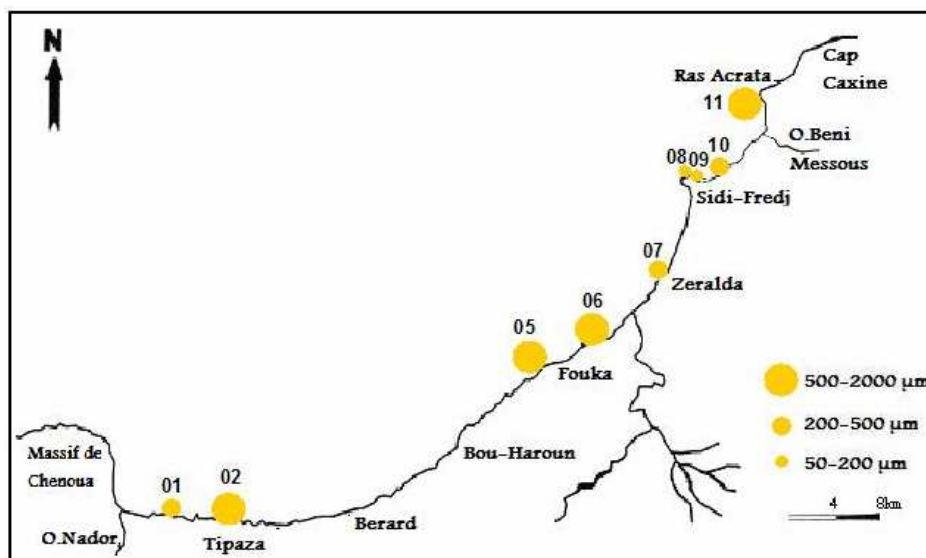 N
Cap
Caxine
Ras Acrata
11
O.Beni
Messous
10
08
09
Sidi-Fredj
07
Zeralda
06
05
Fouka
500-2000 µm
200-500 µm
50-200 µm
Bou-Haroun
Massif de
Chenoua
01
02
Berard
4
8km
O.Nador
Tipaza